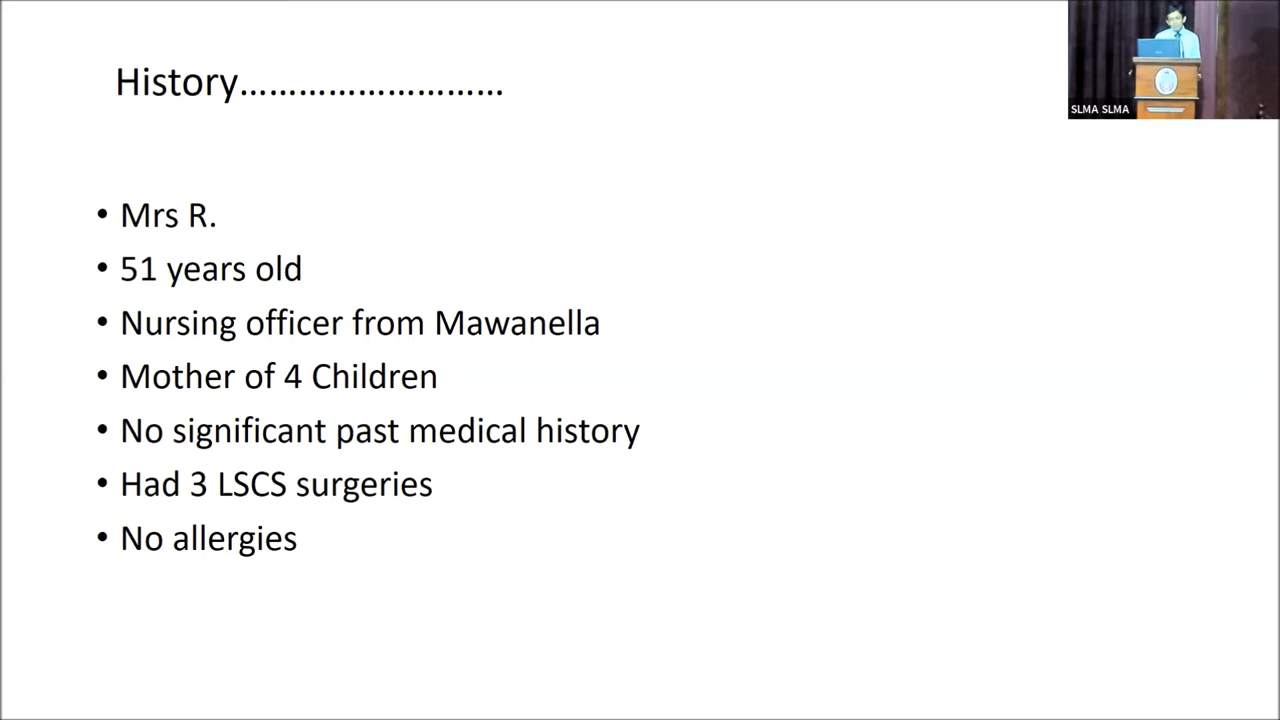 History……………………
SLMA SLMA
• Mrs R.
• 51 years old
• Nursing officer from Mawanella
• Mother of 4 Children
• No significant past medical history
• Had 3 LSCS surgeries
• No allergies